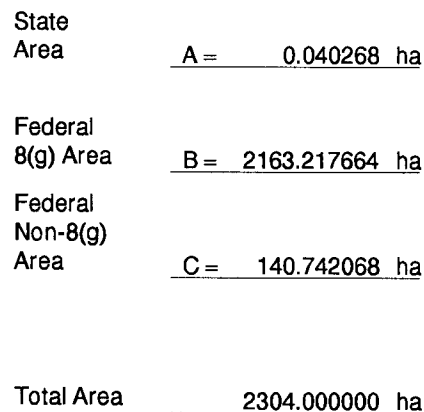 State
Area A = 0.040268 ha
Federal
8(g) Area B = 2163.217664 ha
Federal
Non-8(g)
Area C = 140.742068 ha
Total Area 2304.000000 ha